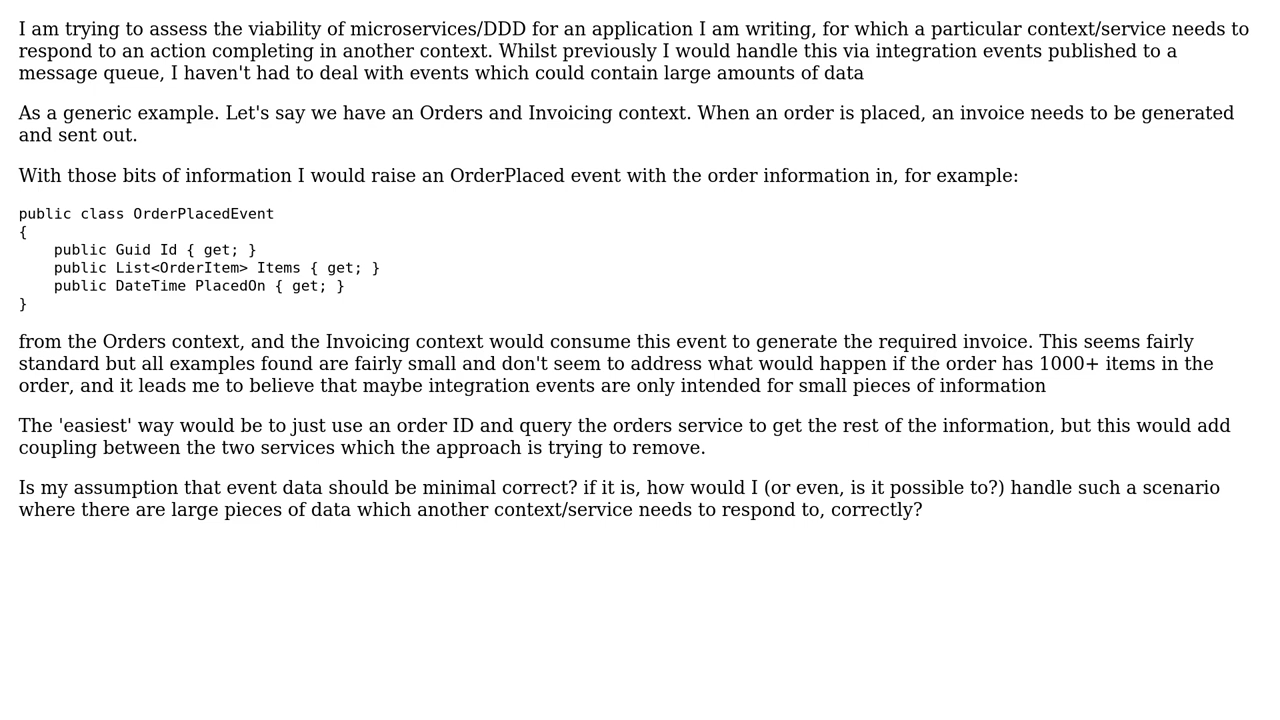 I am trying to assess the viability of microservices/DDD for an application I am writing, for which a particular context/service needs to
respond to an action completing in another context. Whilst previously I would handle this via integration events published to a
message queue, I haven't had to deal with events which could contain large amounts of data
As a generic example. Let's say we have an Orders and Invoicing context. When an order is placed, an invoice needs to be generated
and sent out.
With those bits of information I would raise an OrderPlaced event with the order information in, for example:
public class OrderPlacedEvent
{
    public Guid Id { get; }
    public List<OrderItem> Items { get; }
    public DateTime PlacedOn { get; }
}
from the Orders context, and the Invoicing context would consume this event to generate the required invoice. This seems fairly
standard but all examples found are fairly small and don't seem to address what would happen if the order has 1000+ items in the
order, and it leads me to believe that maybe integration events are only intended for small pieces of information
The 'easiest' way would be to just use an order ID and query the orders service to get the rest of the information, but this would add
coupling between the two services which the approach is trying to remove.
Is my assumption that event data should be minimal correct? if it is, how would I (or even, is it possible to?) handle such a scenario
where there are large pieces of data which another context/service needs to respond to, correctly?